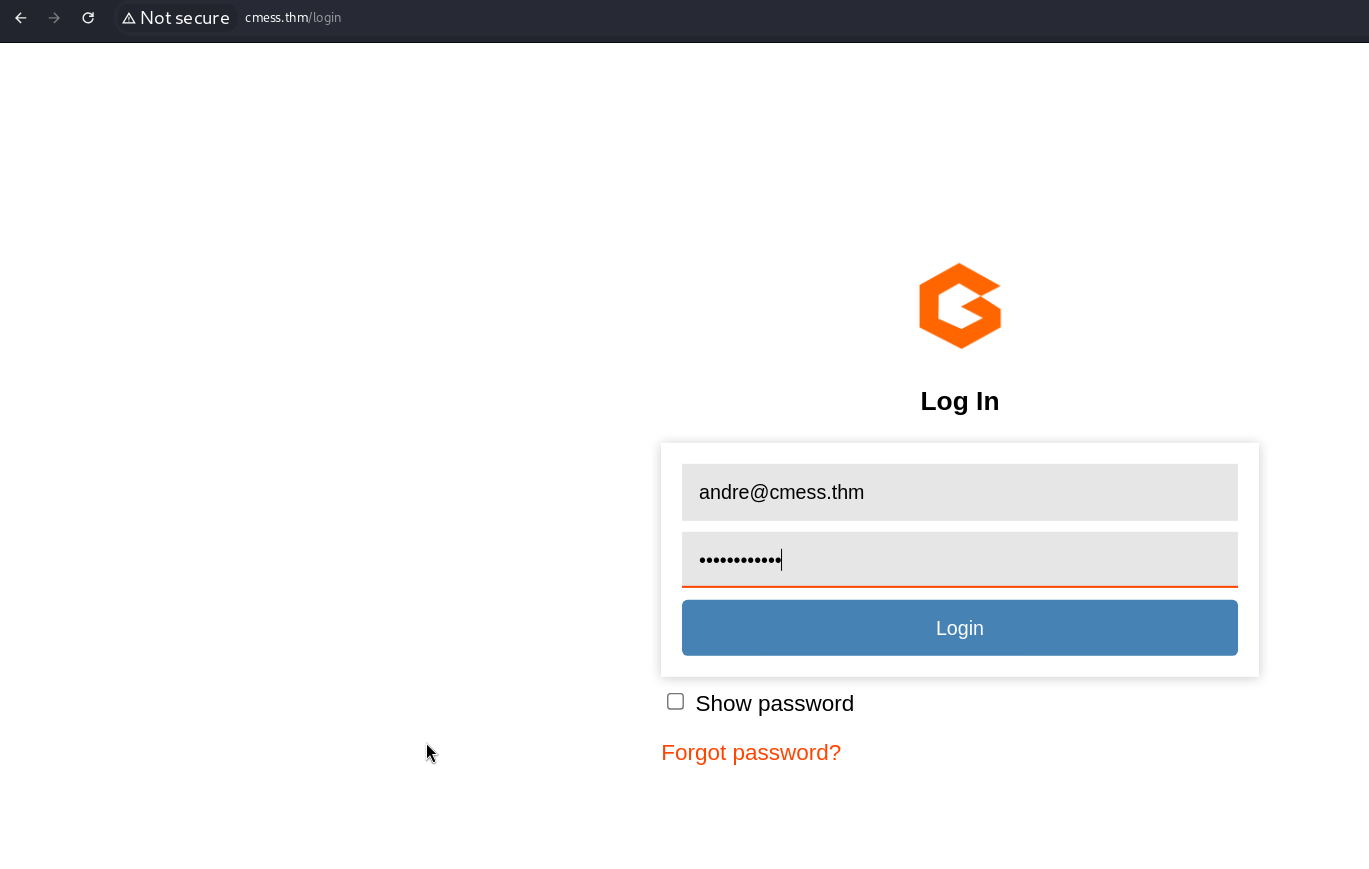 Not secure cmess.thm/login
Log In
andre@cmess.thm
••••••••••••
Login
Show password
Forgot password?